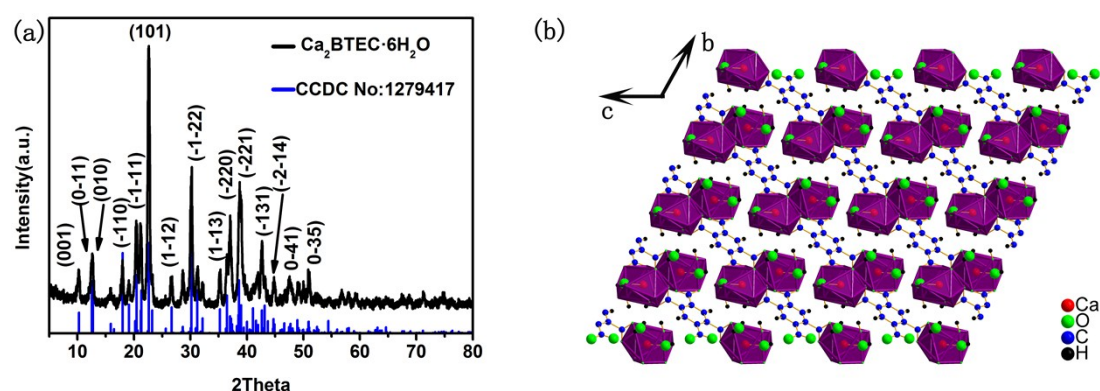 (a)
Intensity(a.u.)
(001)
(0-11)
(010)
(-110)
(-1-11)
(101)
(1-12)
(-1-22)
(1-13)
(-220)
(-221)
(-131)
(-2-14)
0-41)
0-35)
Ca₂BTEC·6H₂O
CCDC No:1279417
10 20 30 40 50 60 70 80
2Theta
(b)
b
c
Ca
O
C
H